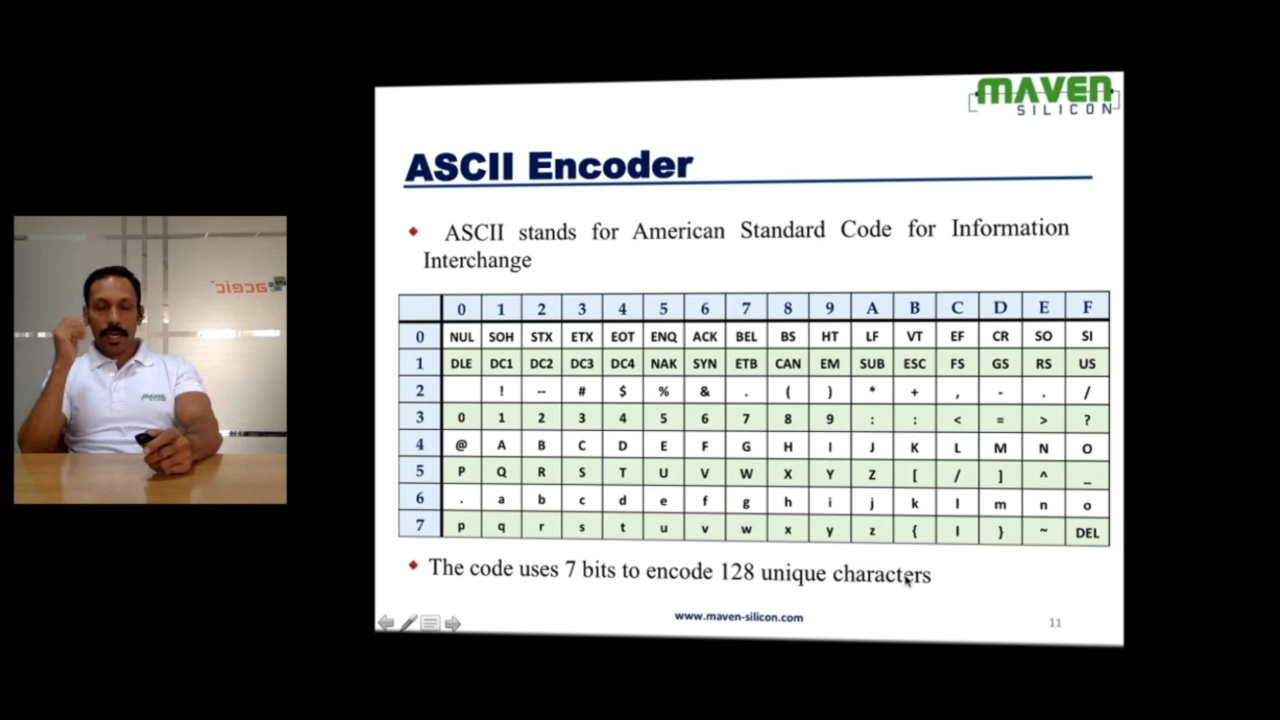 MAVEN
SILICON
ASCII Encoder
ASCII stands for American Standard Code for Information
Interchange
0 1 2 3 4 5 6 7 8 9 A B C D E F
0 NUL SOH STX ETX EOT ENQ ACK BEL BS HT LF VT EF CR SO SI
1 DLE DC1 DC2 DC3 DC4 NAK SYN ETB CAN EM SUB ESC FS GS RS US
2 ! -- # $ % & . ( ) * + , - . /
3 0 1 2 3 4 5 6 7 8 9 : : < = > ?
4 @ A B C D E F G H I J K L M N O
5 P Q R S T U V W X Y Z [ / ] ^ _
6 . a b c d e f g h i j k l m n o
7 p q r s t u v w x y z { | } ~ DEL
The code uses 7 bits to encode 128 unique characters
www.maven-silicon.com
11
aceic